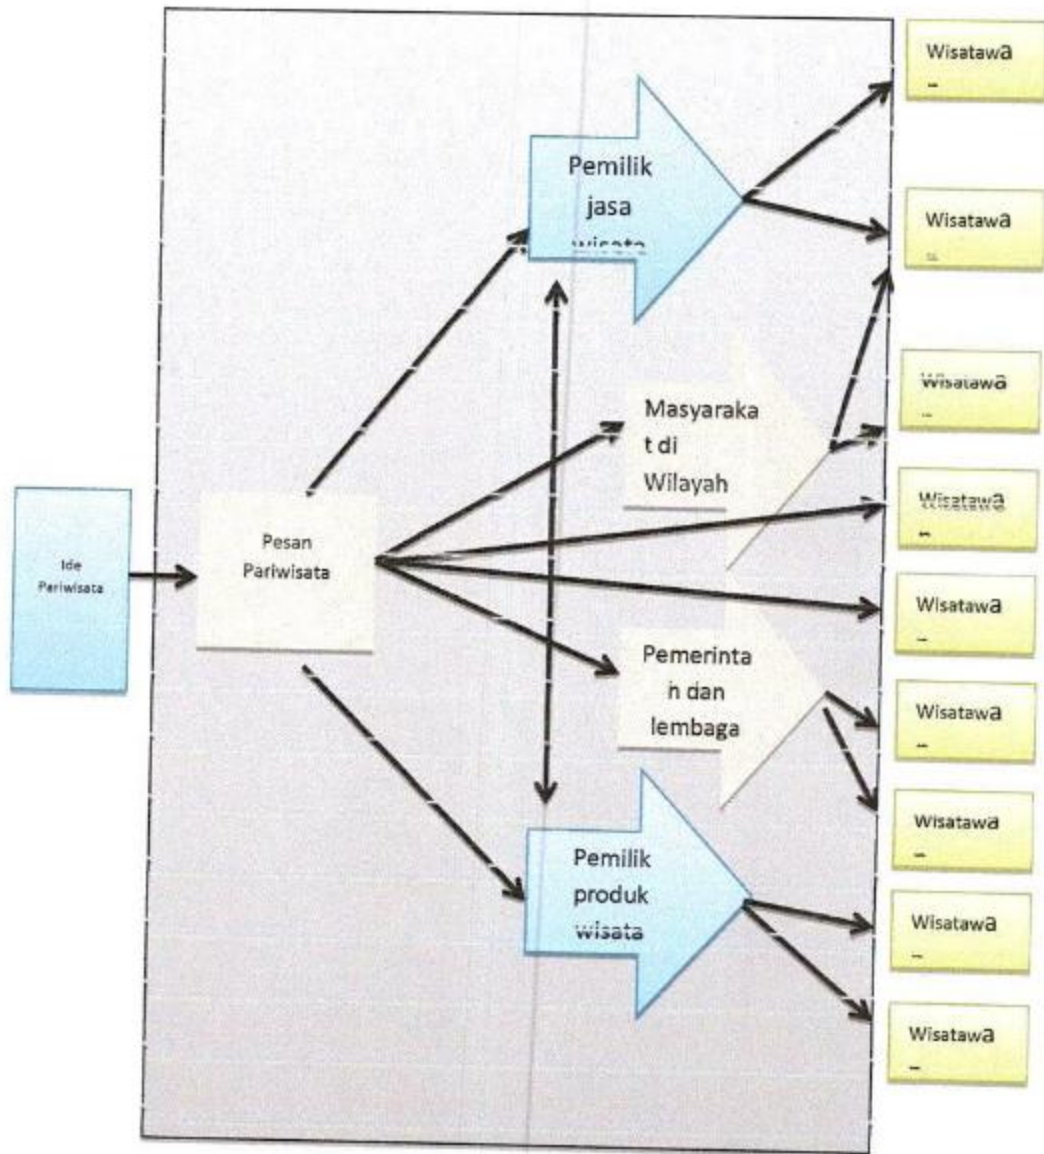 Ide
Pariwisata
Pesan
Pariwisata
Pemilik
jasa
wisata
Masyaraka
t di
Wilayah
Pemerinta
h dan
lembaga
Pemilik
produk
wisata
Wisatawa
Wisatawa
Wisatawa
Wisatawa
Wisatawa
Wisatawa
Wisatawa
Wisatawa
Wisatawa